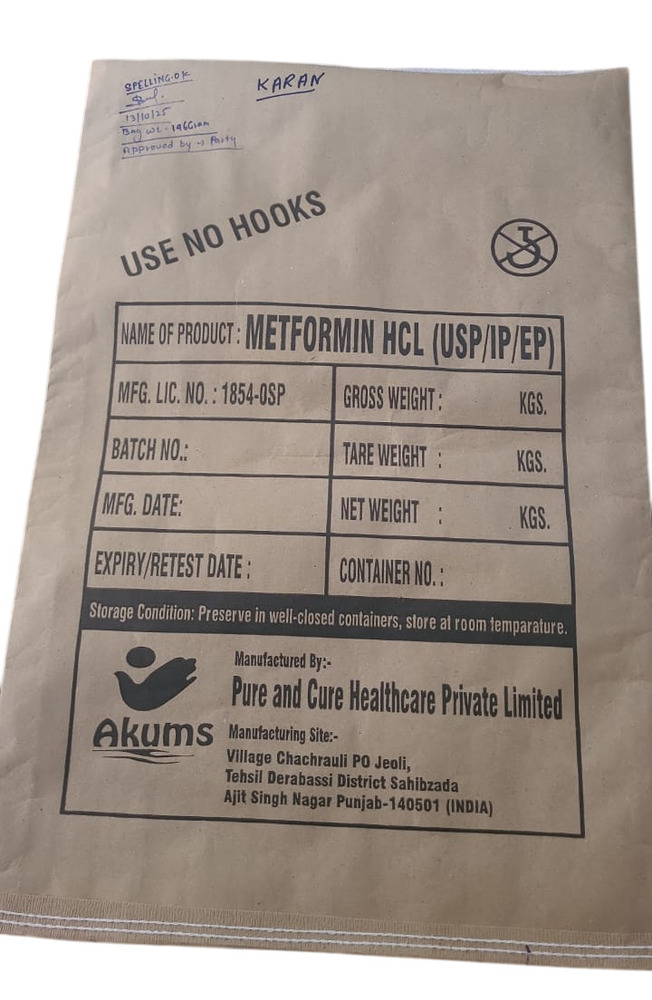 SPELLING-OK
13/10/25
Bag wt - 146Gram
Approved by → Party
KARAN
USE NO HOOKS
NAME OF PRODUCT : METFORMIN HCL (USP/IP/EP)
MFG. LIC. NO. : 1854-OSP
GROSS WEIGHT : KGS.
BATCH NO.:
TARE WEIGHT : KGS.
MFG. DATE:
NET WEIGHT : KGS.
EXPIRY/RETEST DATE :
CONTAINER NO. :
Storage Condition: Preserve in well-closed containers, store at room temparature.
Akums
Manufactured By:-
Pure and Cure Healthcare Private Limited
Manufacturing Site:-
Village Chachrauli PO Jeoli,
Tehsil Derabassi District Sahibzada
Ajit Singh Nagar Punjab-140501 (INDIA)